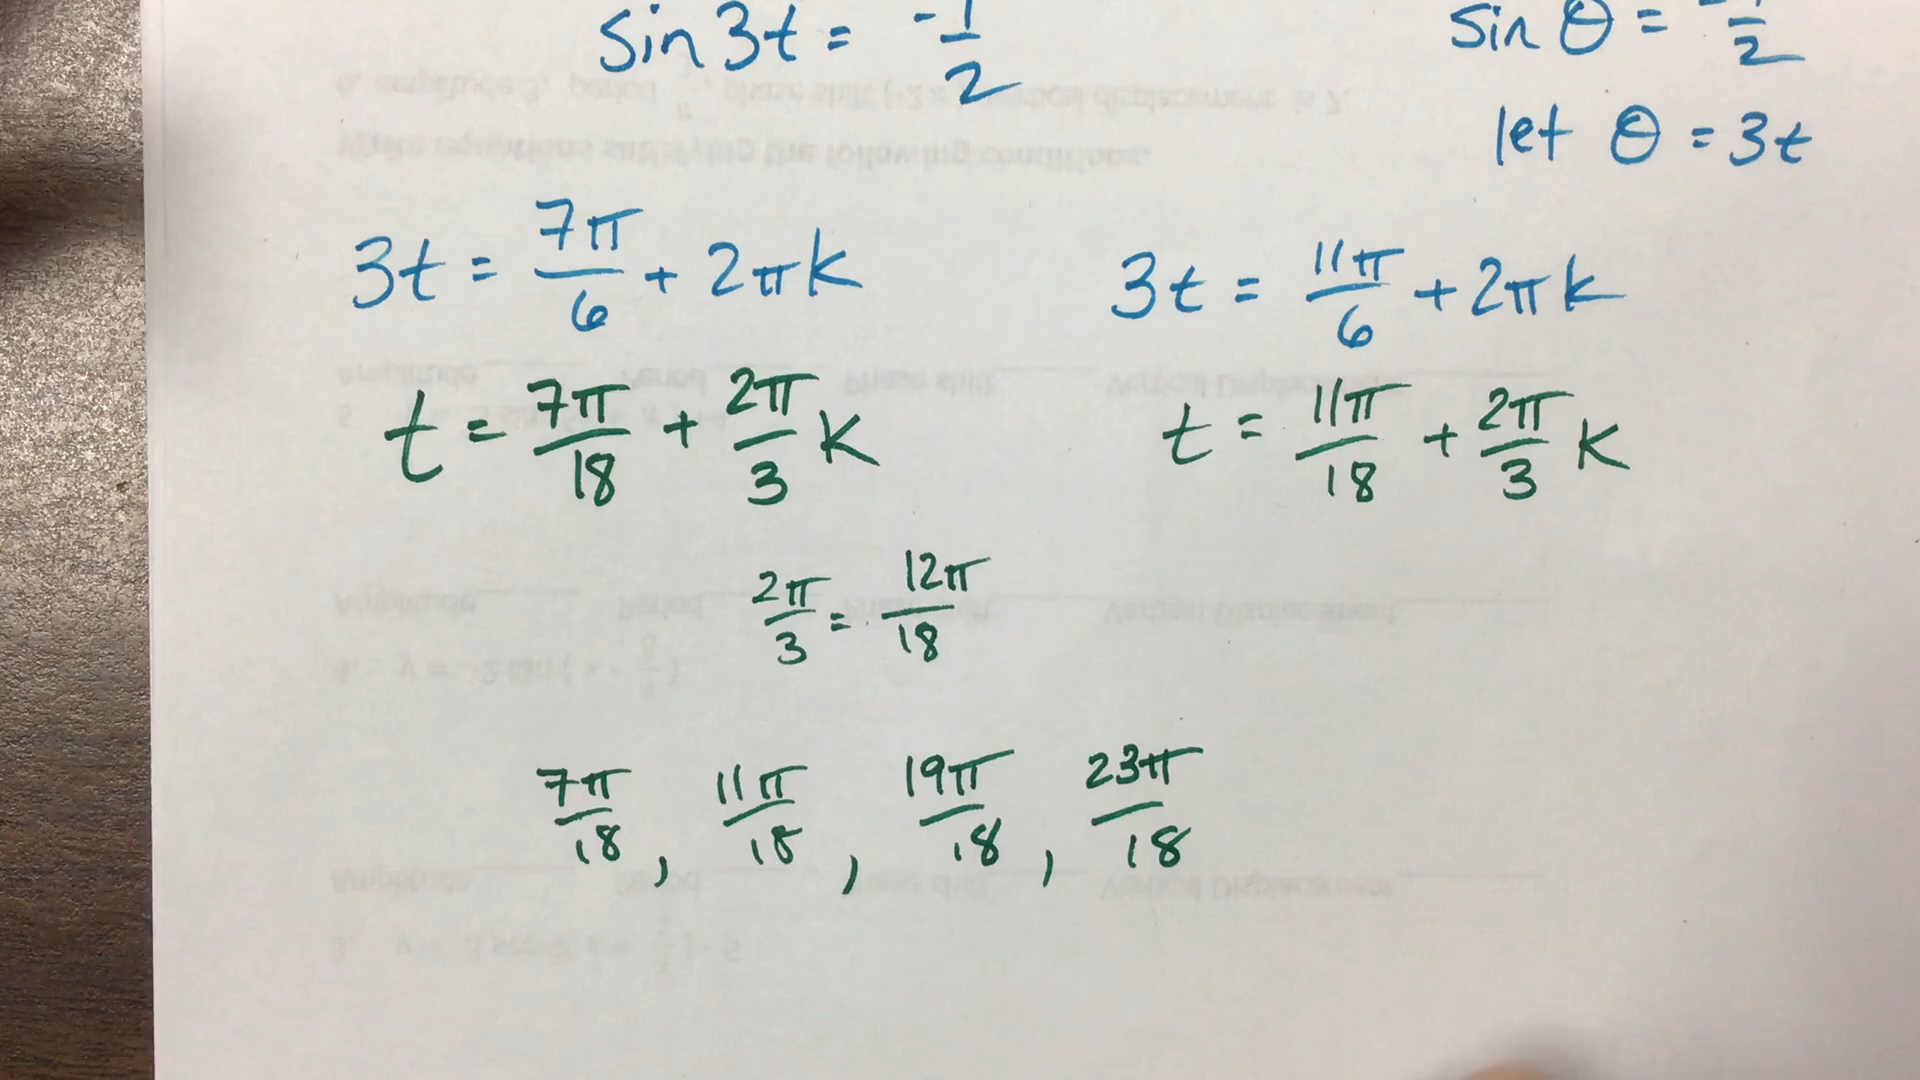 sin 3t = -1/2
sin θ = -1/2
let θ = 3t
3t = 7π/6 + 2πk
3t = 11π/6 + 2πk
t = 7π/18 + 2π/3 k
t = 11π/18 + 2π/3 k
2π/3 = 12π/18
7π/18, 11π/18, 19π/18, 23π/18